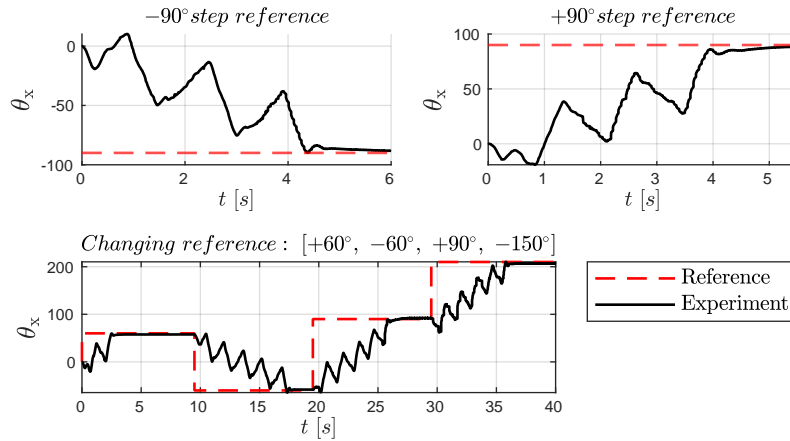 −90°step reference
+90°step reference
0
-50
-100
θx
0
2
4
6
t [s]
100
50
0
θx
0
1
2
3
4
5
t [s]
Changing reference : [+60°, −60°, +90°, −150°]
200
100
0
θx
0
5
10
15
20
25
30
35
40
t [s]
Reference
Experiment